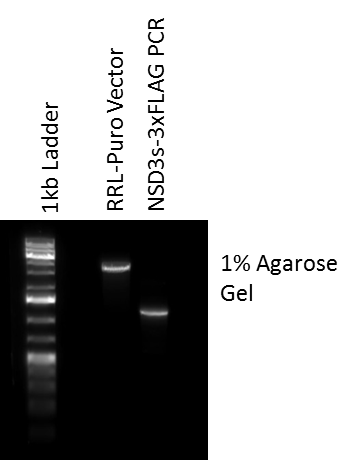 1kb Ladder
RRL-Puro Vector
NSD3s-3xFLAG PCR
1% Agarose
Gel